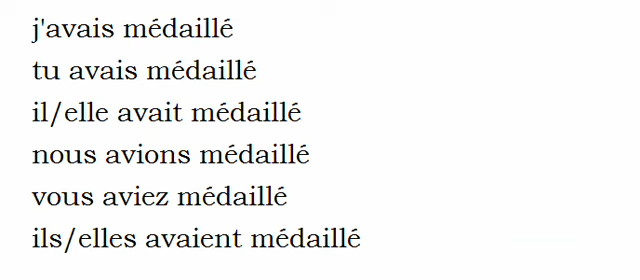 j'avais médaillé
tu avais médaillé
il/elle avait médaillé
nous avions médaillé
vous aviez médaillé
ils/elles avaient médaillé